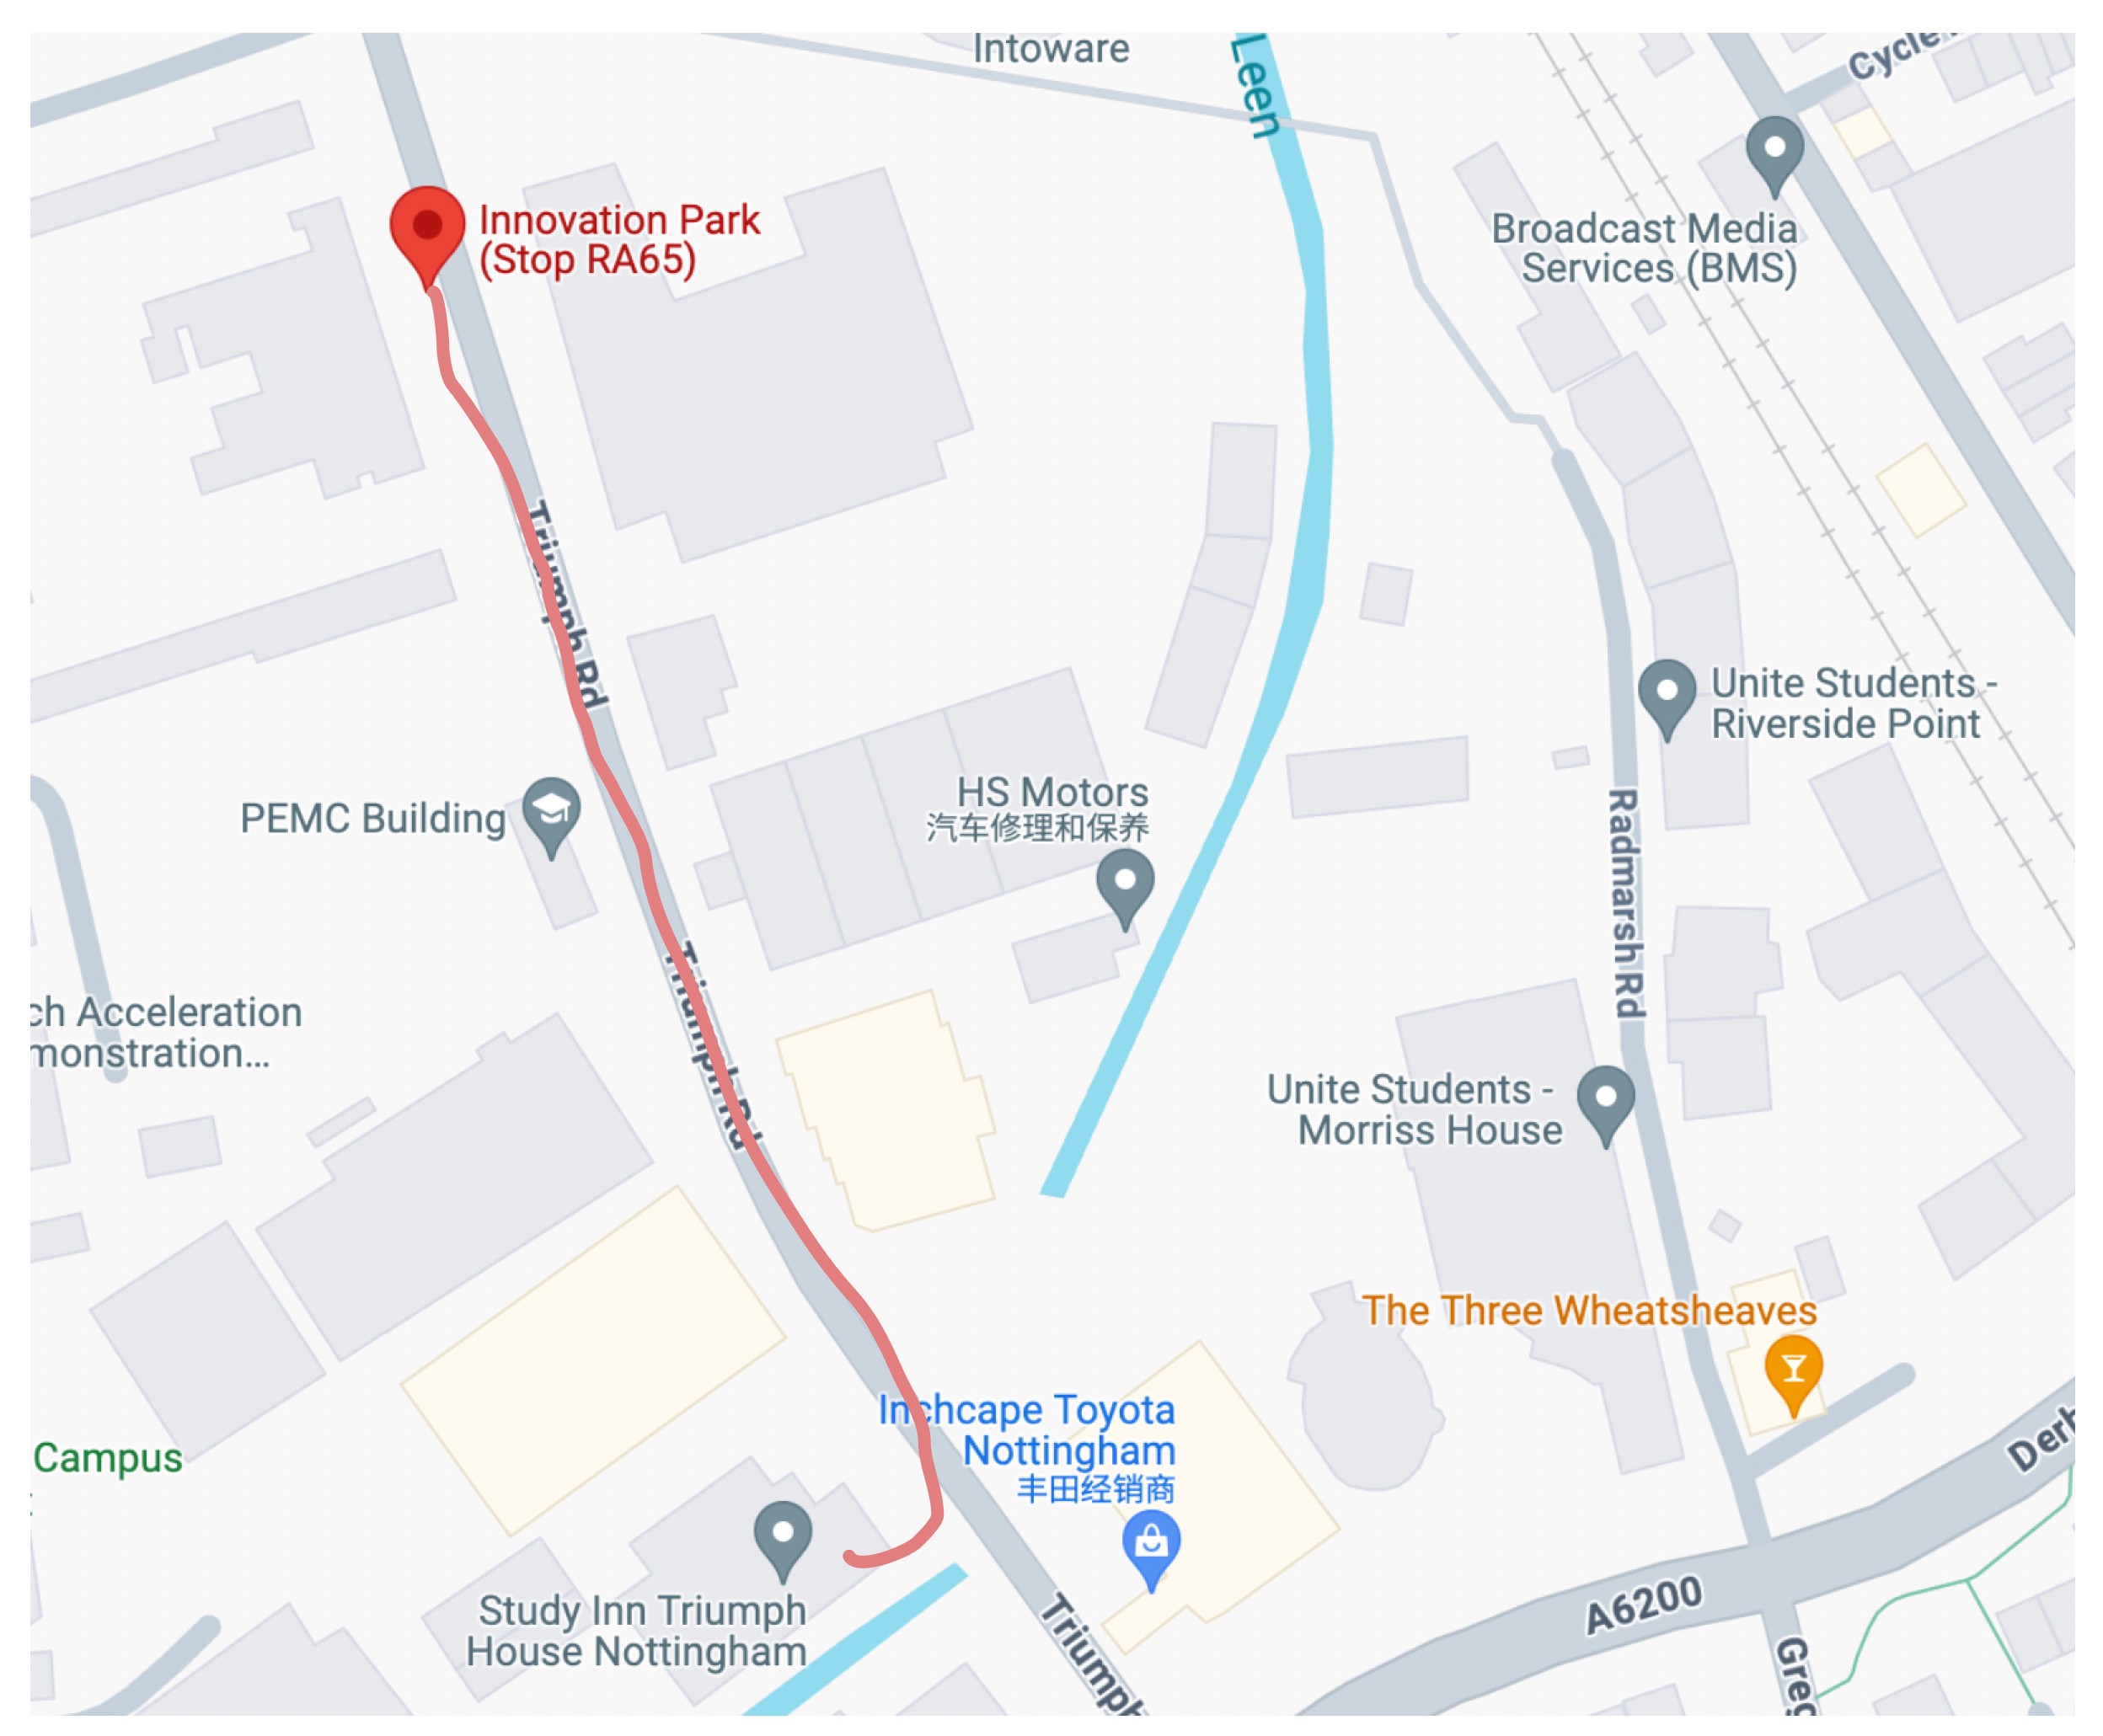 Intoware
Leen
Innovation Park
(Stop RA65)
Broadcast Media
Services (BMS)
Triumph Rd
Unite Students -
Riverside Point
PEMC Building
HS Motors
汽车修理和保养
Radmarsh Rd
ch Acceleration
monstration...
Triumph Rd
Unite Students -
Morriss House
The Three Wheatsheaves
Inchcape Toyota
Nottingham
丰田经销商
Campus
Study Inn Triumph
House Nottingham
Triumph
A6200